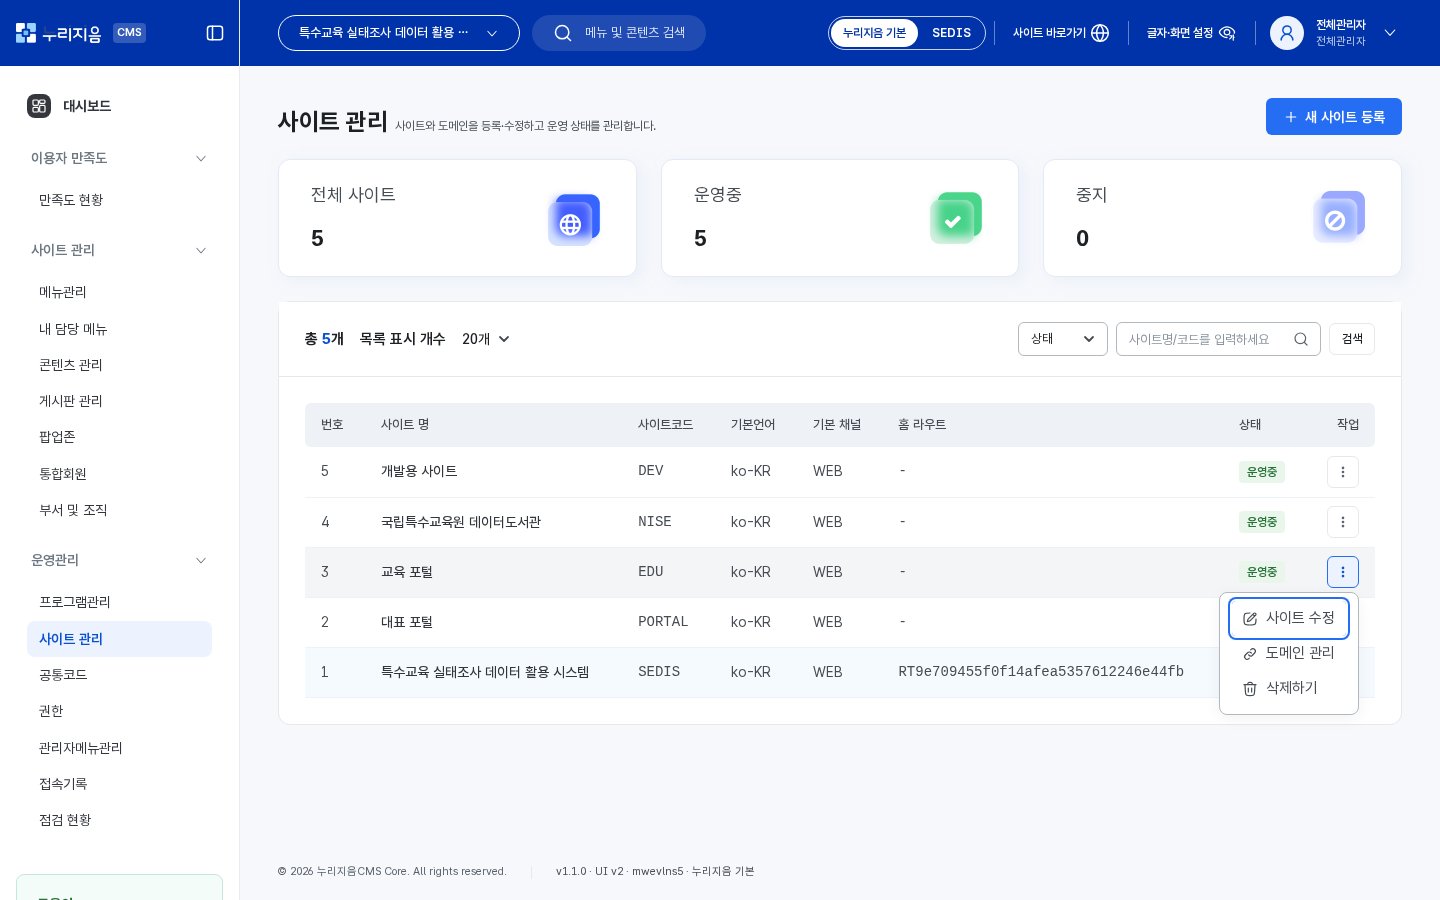 누리지음 CMS
특수교육 실태조사 데이터 활용 ···
메뉴 및 콘텐츠 검색
누리지음 기본
SEDIS
사이트 바로가기
글자·화면 설정
전체관리자
전체관리자
대시보드
이용자 만족도
만족도 현황
사이트 관리
메뉴관리
내 담당 메뉴
콘텐츠 관리
게시판 관리
팝업존
통합회원
부서 및 조직
운영관리
프로그램관리
사이트 관리
공통코드
권한
관리자메뉴관리
접속기록
점검 현황
사이트 관리 사이트와 도메인을 등록·수정하고 운영 상태를 관리합니다.
+ 새 사이트 등록
전체 사이트
5
운영중
5
중지
0
총 5개 목록 표시 개수 20개
상태
사이트명/코드를 입력하세요
검색
번호 사이트 명 사이트코드 기본언어 기본 채널 홈 라우트 상태 작업
5 개발용 사이트 DEV ko-KR WEB - 운영중
4 국립특수교육원 데이터도서관 NISE ko-KR WEB - 운영중
3 교육 포털 EDU ko-KR WEB - 운영중
2 대표 포털 PORTAL ko-KR WEB -
1 특수교육 실태조사 데이터 활용 시스템 SEDIS ko-KR WEB RT9e709455f0f14afea5357612246e44fb
사이트 수정
도메인 관리
삭제하기
© 2026 누리지음CMS Core. All rights reserved.
v1.1.0 · UI v2 · mwevlns5 · 누리지음 기본